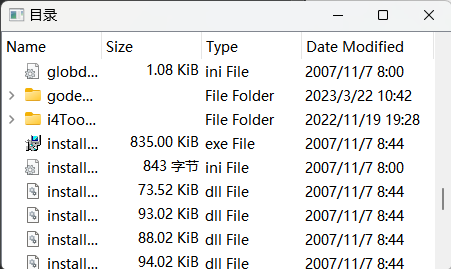 目录
Name Size Type Date Modified
globd... 1.08 KiB ini File 2007/11/7 8:00
gode... File Folder 2023/3/22 10:42
i4Too... File Folder 2022/11/19 19:28
install... 835.00 KiB exe File 2007/11/7 8:44
install... 843 字节 ini File 2007/11/7 8:00
install... 73.52 KiB dll File 2007/11/7 8:44
install... 93.02 KiB dll File 2007/11/7 8:44
install... 88.02 KiB dll File 2007/11/7 8:44
install... 94.02 KiB dll File 2007/11/7 8:44